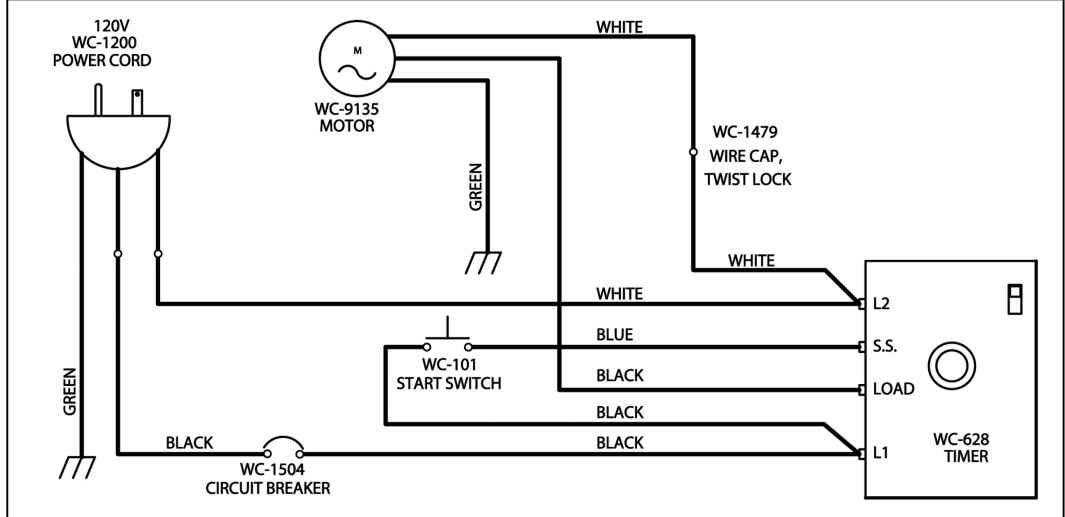 120V
WC-1200
POWER CORD
M
WC-9135
MOTOR
WHITE
WC-1479
WIRE CAP,
TWIST LOCK
GREEN
WHITE
WHITE
L2
BLUE
S.S.
WC-101
START SWITCH
BLACK
LOAD
GREEN
BLACK
BLACK
BLACK
L1
WC-628
TIMER
WC-1504
CIRCUIT BREAKER